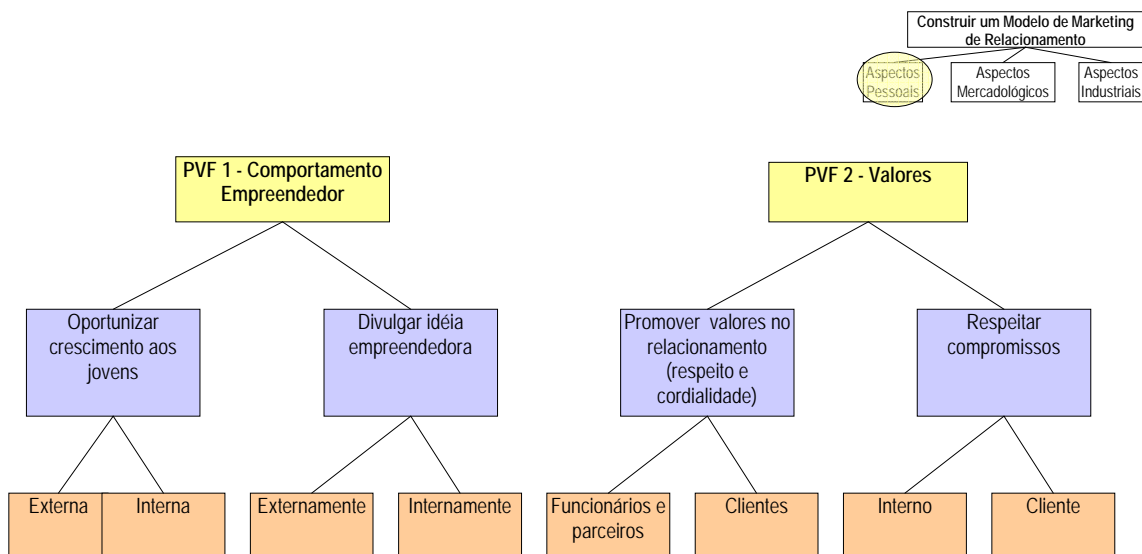 Construir um Modelo de Marketing
de Relacionamento
Aspectos
Pessoais
Aspectos
Mercadológicos
Aspectos
Industriais
PVF 1 - Comportamento
Empreendedor
PVF 2 - Valores
Oportunizar
crescimento aos
jovens
Divulgar idéia
empreendedora
Promover valores no
relacionamento
(respeito e
cordialidade)
Respeitar
compromissos
Externa
Interna
Externamente
Internamente
Funcionários e
parceiros
Clientes
Interno
Cliente